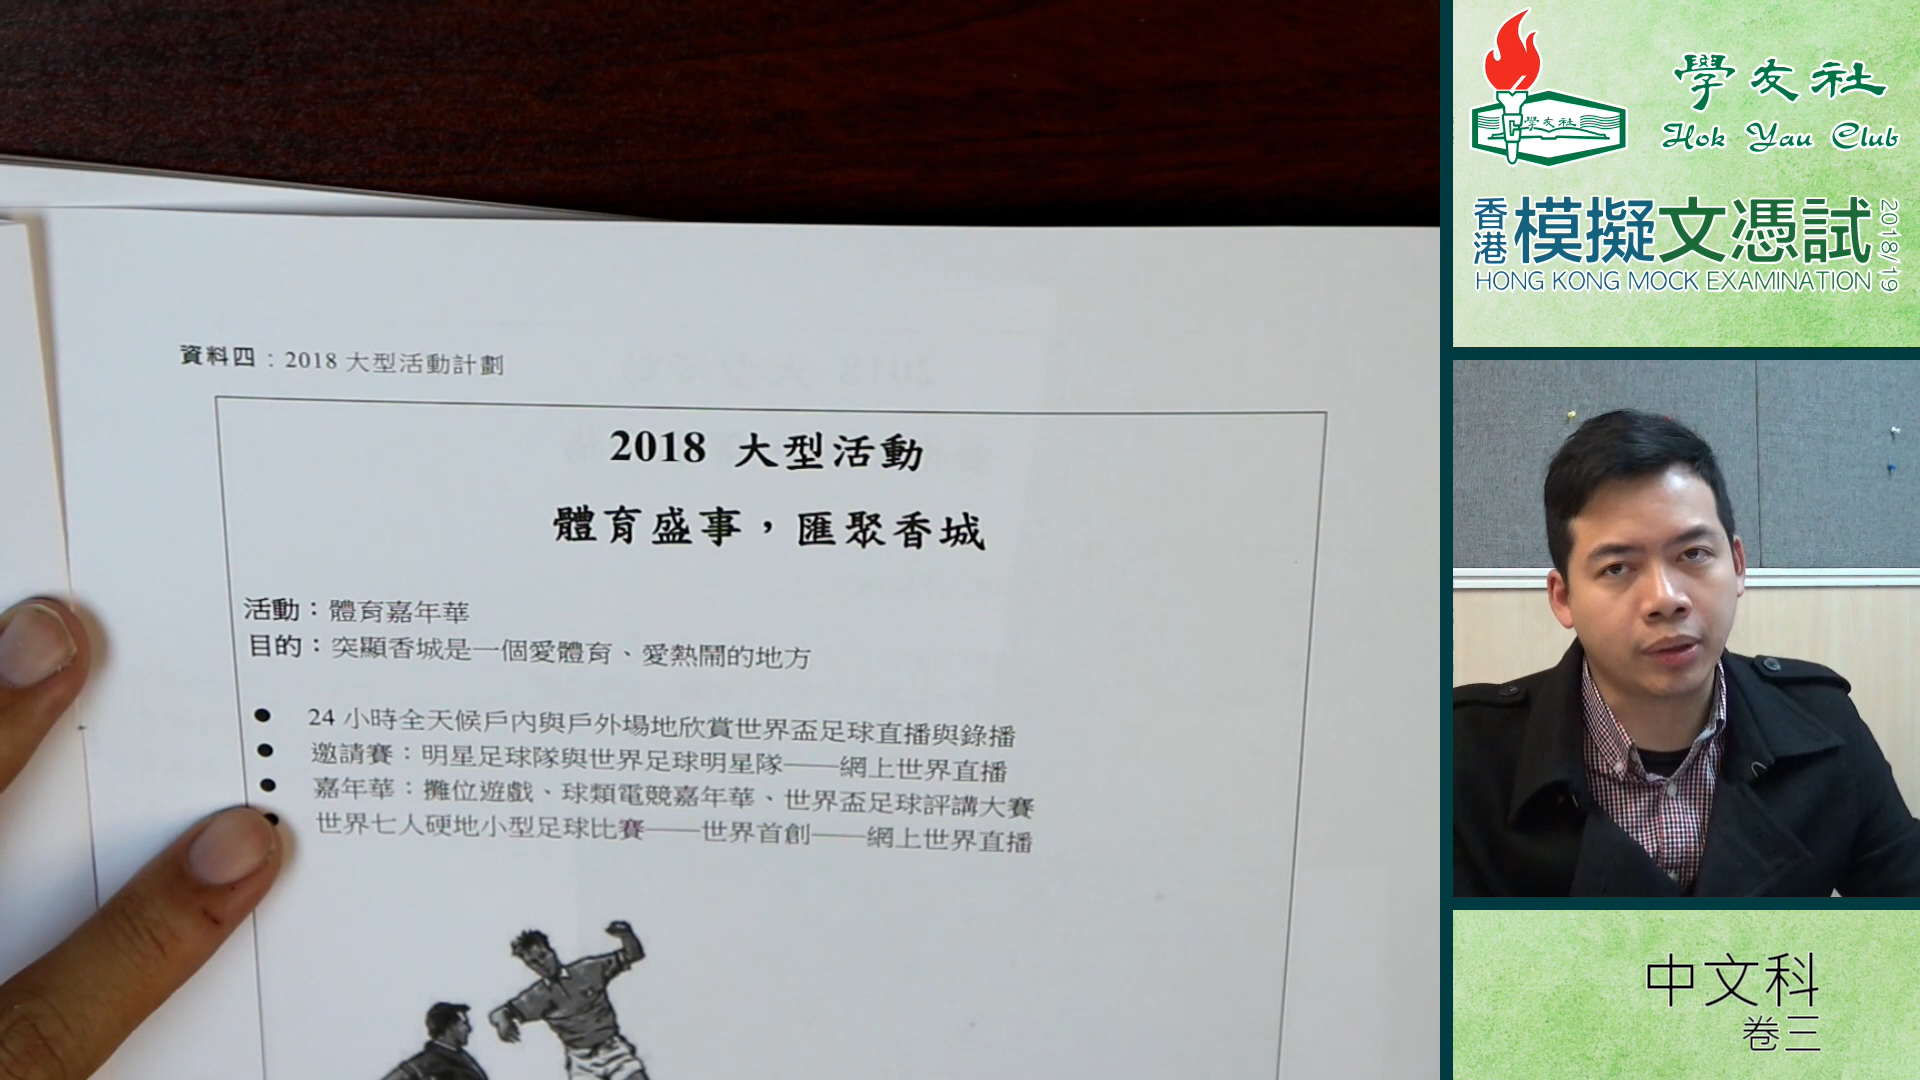 資料四：2018 大型活動計劃
2018 大型活動
體育盛事，匯聚香城
活動：體育嘉年華
目的：突顯香城是一個愛體育、愛熱鬧的地方
● 24 小時全天候戶內與戶外場地欣賞世界盃足球直播與錄播
● 邀請賽：明星足球隊與世界足球明星隊——網上世界直播
● 嘉年華：攤位遊戲、球類電競嘉年華、世界盃足球評講大賽
● 世界七人硬地小型足球比賽——世界首創——網上世界直播
學友社
學友社
Hok Yau Club
香港模擬文憑試 2018/19
HONG KONG MOCK EXAMINATION
中文科
卷三